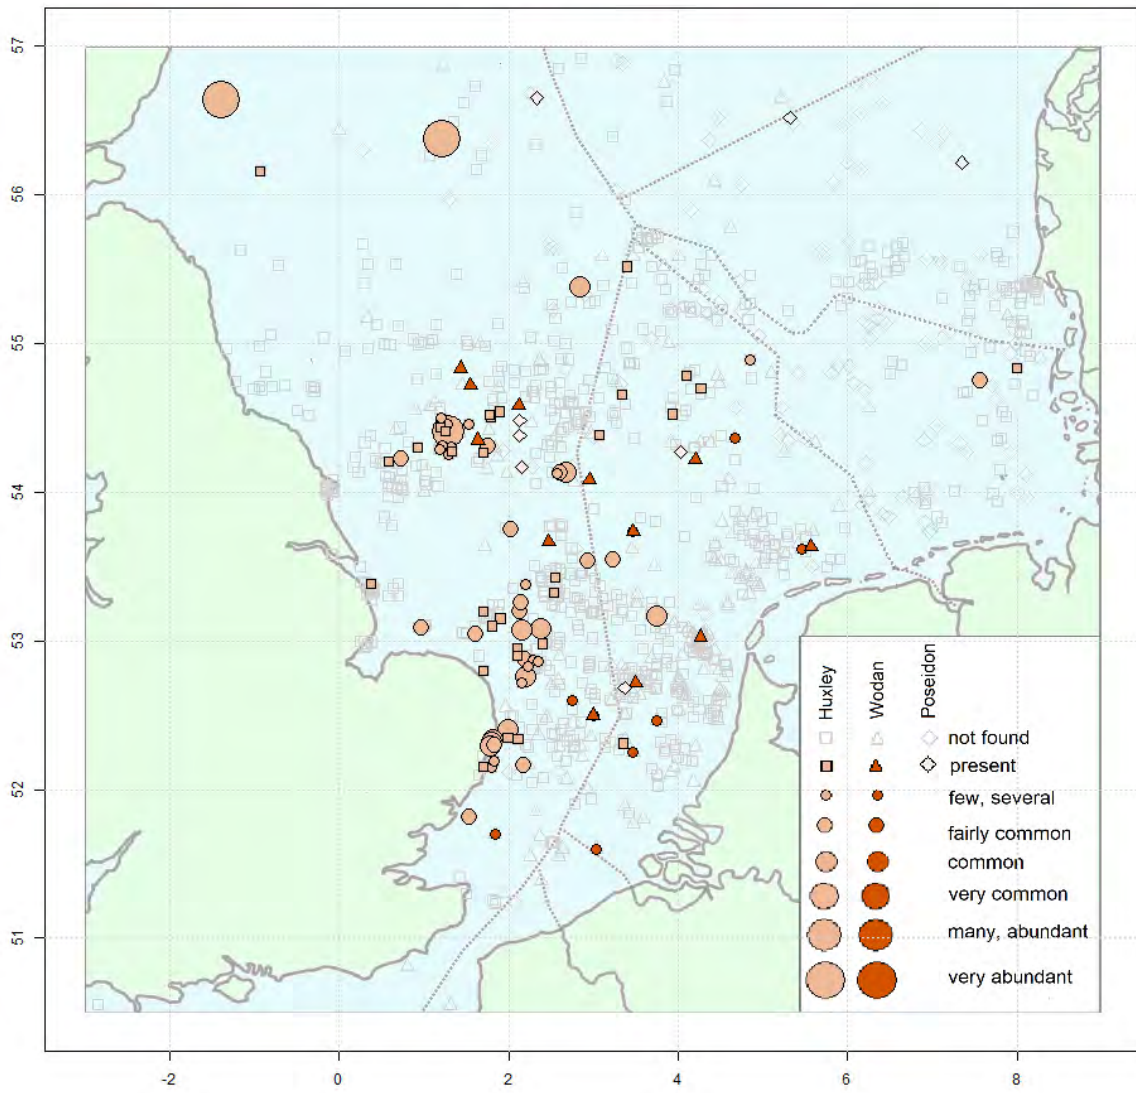 57
56
55
54
53
52
51
-2
0
2
4
6
8
Huxley
Wodan
Poseidon
not found
present
few, several
fairly common
common
very common
many, abundant
very abundant